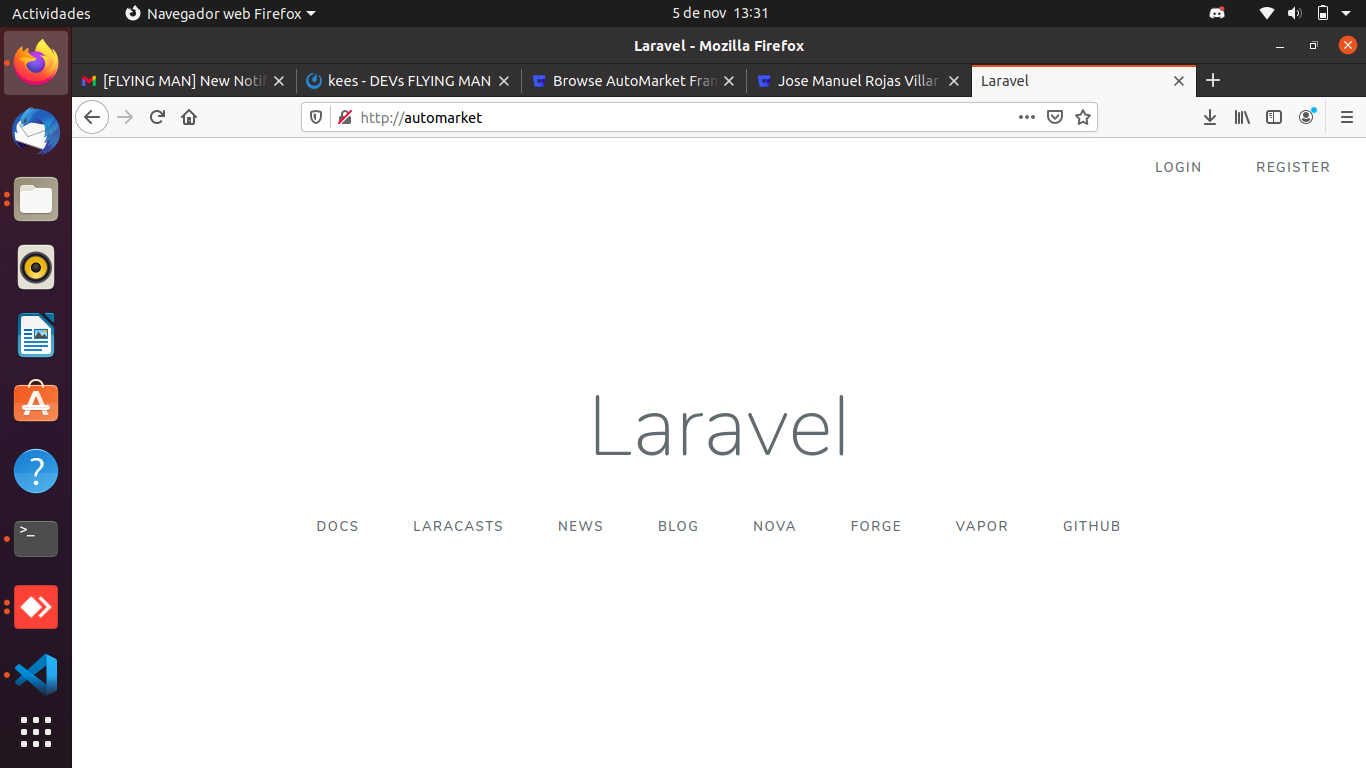 Actividades Navegador web Firefox 5 de nov 13:31
Laravel - Mozilla Firefox
[FLYING MAN] New Notif kees - DEVs FLYING MAN Browse AutoMarket Fran Jose Manuel Rojas Villar Laravel
http://automarket
LOGIN REGISTER
Laravel
DOCS LARACASTS NEWS BLOG NOVA FORGE VAPOR GITHUB